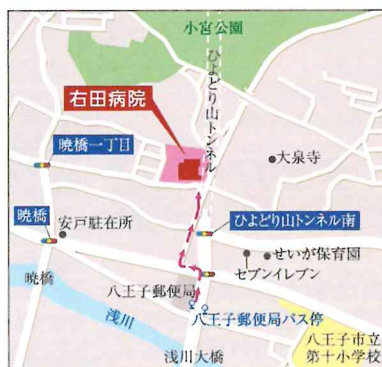 小宮公園
ひよどり山トンネル
右田病院
暁橋一丁目
大泉寺
暁橋
安戸駐在所
ひよどり山トンネル南
せいが保育園
セブンイレブン
暁橋
八王子郵便局
浅川
八王子郵便局バス停
浅川大橋
八王子市立
第十小学校